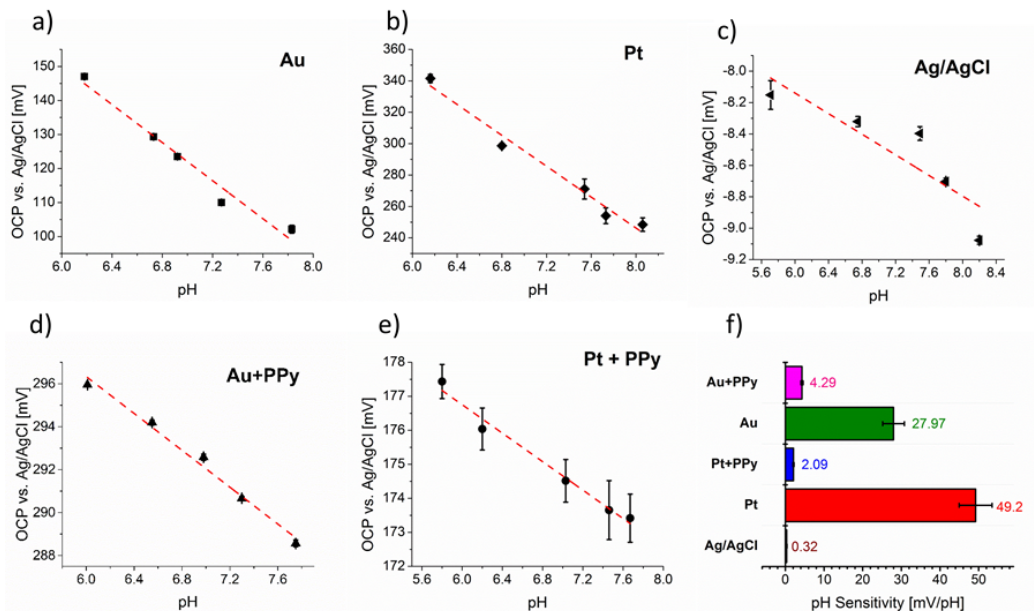 a)
Au
OCP vs. Ag/AgCl [mV]
150
140
130
120
110
100
6.0 6.4 6.8 7.2 7.6 8.0
pH
b)
Pt
OCP vs. Ag/AgCl [mV]
360
340
320
300
280
260
240
6.0 6.4 6.8 7.2 7.6 8.0
pH
c)
Ag/AgCl
OCP vs. Ag/AgCl [mV]
-8.0
-8.2
-8.4
-8.6
-8.8
-9.0
-9.2
5.6 6.0 6.4 6.8 7.2 7.6 8.0 8.4
pH
d)
Au+PPy
OCP vs. Ag/AgCl [mV]
296
294
292
290
288
6.0 6.6 7.2 7.8
pH
e)
Pt + PPy
OCP vs. Ag/AgCl [mV]
178
177
176
175
174
173
172
5.6 6.0 6.4 6.8 7.2 7.6 8.0
pH
f)
Au+PPy 4.29
Au 27.97
Pt+PPy 2.09
Pt 49.2
Ag/AgCl 0.32
0 10 20 30 40 50
pH Sensitivity [mV/pH]